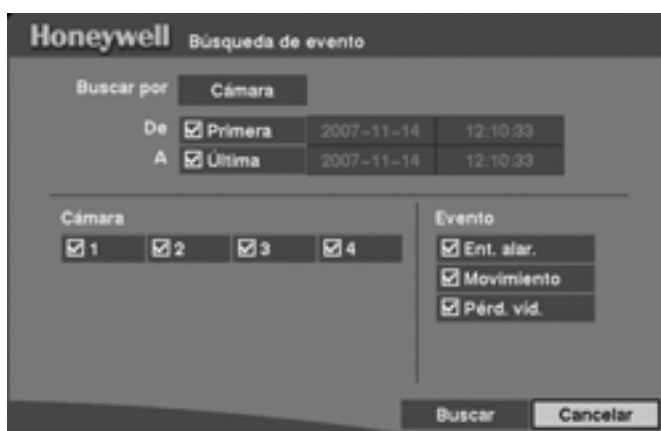 Honeywell Búsqueda de evento
Buscar por Cámara
De Primera 2007-11-14 12:10:33
A Última 2007-11-14 12:10:33
Cámara Evento
1 2 3 4 Ent. alar.
Movimiento
Pérd. víd.
Buscar Cancelar